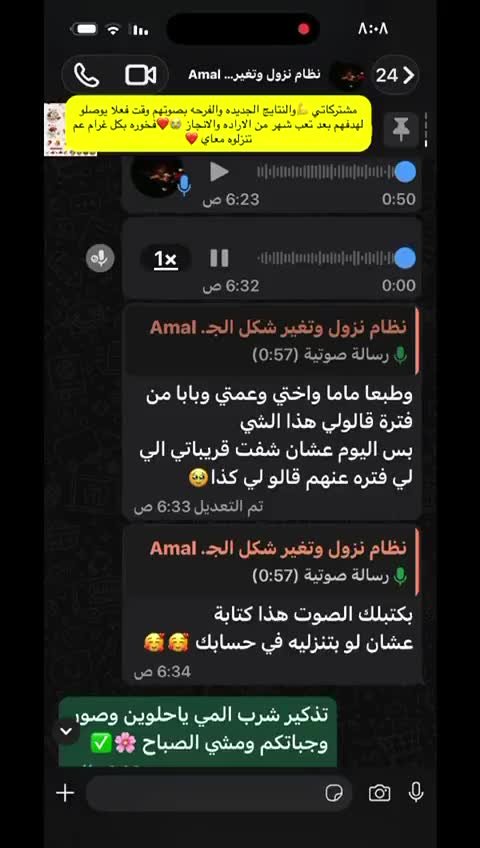 ٨:٠٨
نظام نزول وتغير... Amal
24
مشتركاتي 💪والنتايج الجديده والفرحه بصوتهم وقت فعلا يوصلو
لهدفهم بعد تعب شهر من الاراده والانجاز 😭❤️فخوره بكل غرام عم
تنزلوه معاي ❤️
0:50
6:23 ص
1x
0:00
6:32 ص
نظام نزول وتغير شكل الجـ. Amal
رسالة صوتية (0:57)
وطبعا ماما واختي وعمتي وبابا من
فترة قالولي هذا الشي
بس اليوم عشان شفت قريباتي الي
لي فتره عنهم قالو لي كذا🥹
تم التعديل 6:33 ص
نظام نزول وتغير شكل الجـ. Amal
رسالة صوتية (0:57)
بكتبلك الصوت هذا كتابة
عشان لو بتنزليه في حسابك 🥰🥰
6:34 ص
تذكير شرب المي ياحلوين وصور
وجباتكم ومشي الصباح 🌸✅